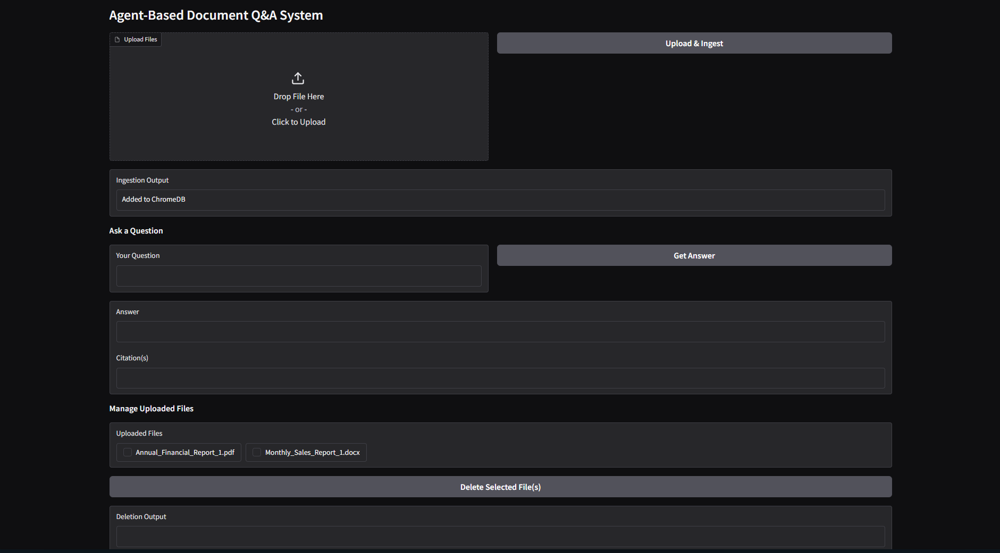 Agent-Based Document Q&A System
Upload Files
Upload & Ingest
Drop File Here
- or -
Click to Upload
Ingestion Output
Added to ChromeDB
Ask a Question
Your Question
Get Answer
Answer
Citation(s)
Manage Uploaded Files
Uploaded Files
Annual_Financial_Report_1.pdf
Monthly_Sales_Report_1.docx
Delete Selected File(s)
Deletion Output